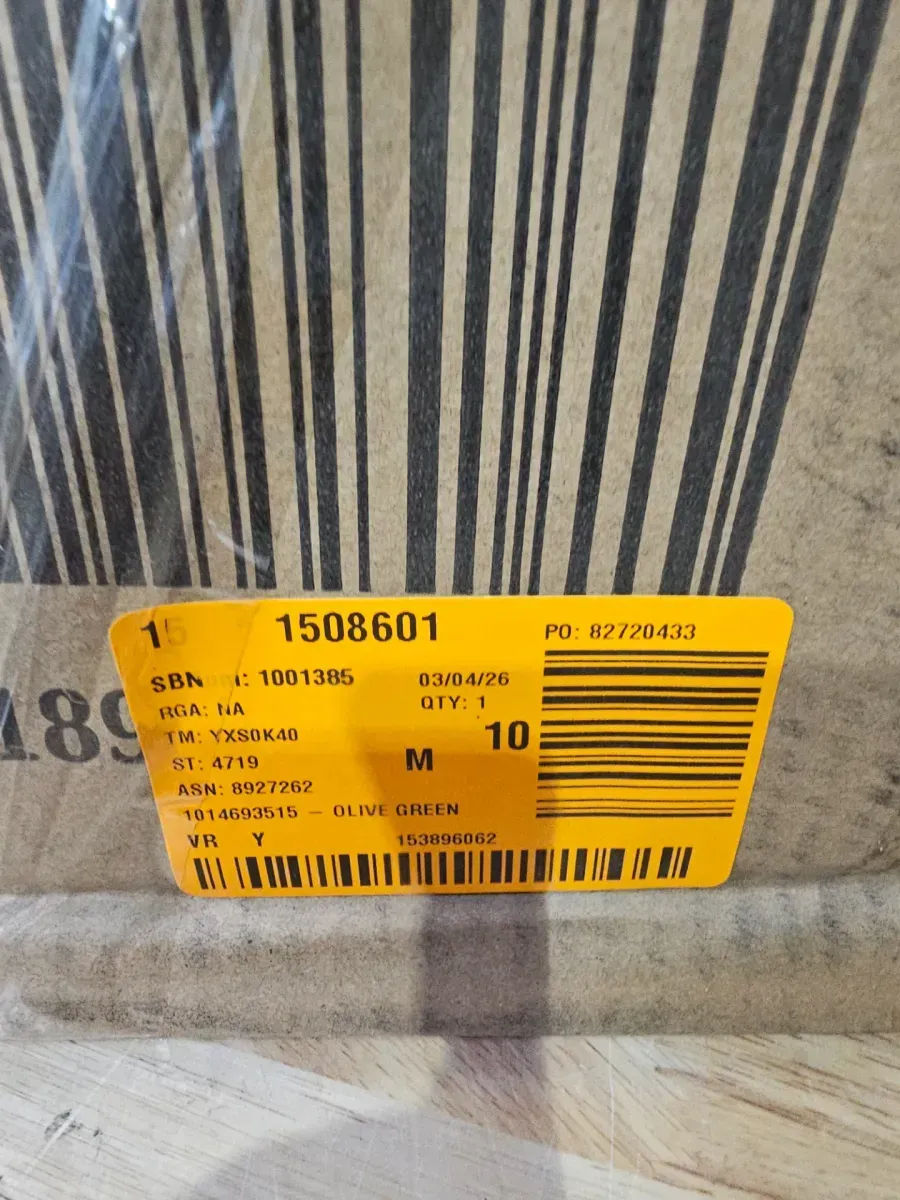 15 1508601
PO: 82720433
1001385 03/04/26
RGA: NA QTY: 1
TM: YXS0K40 10
ST: 4719 M
ASN: 8927262
1014693515 – OLIVE GREEN
VR Y 153896062
189